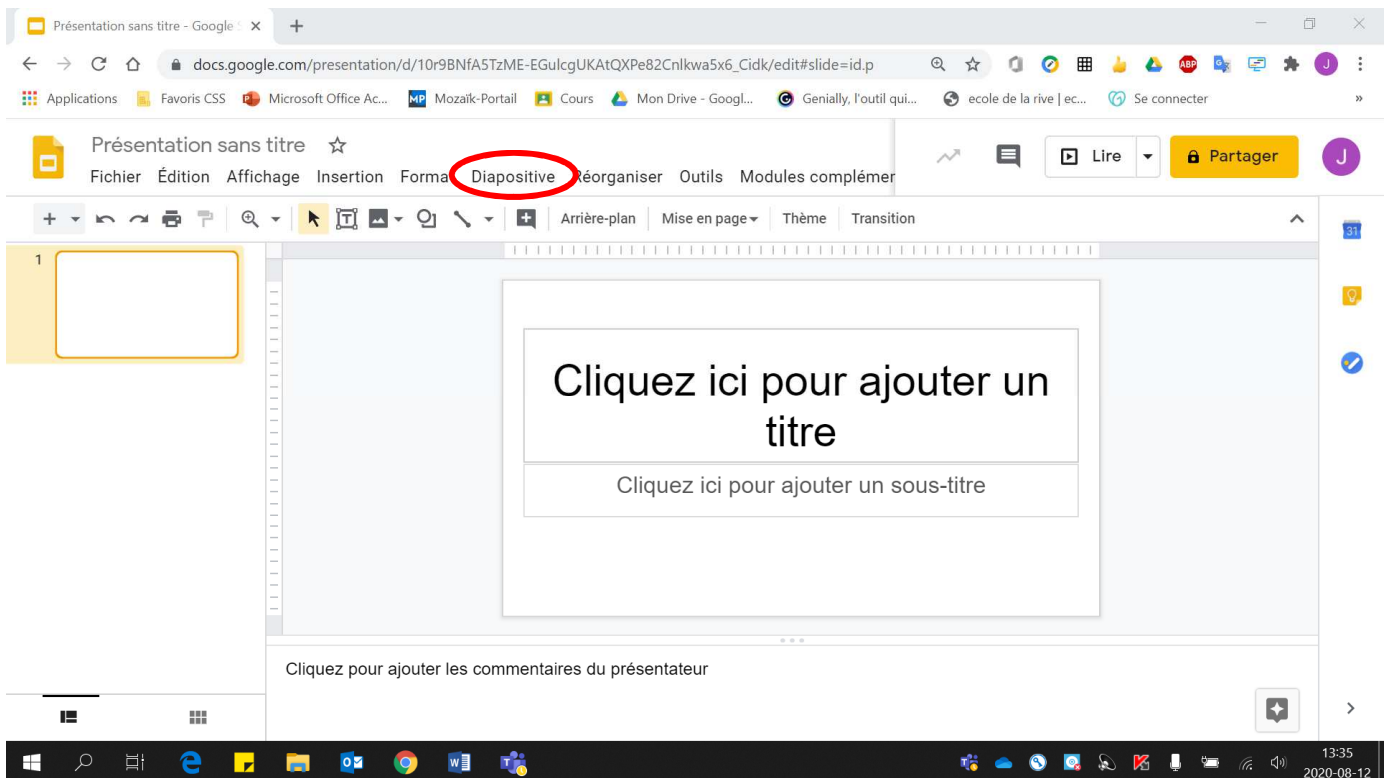 Présentation sans titre - Google S
docs.google.com/presentation/d/10r9BNfA5TzME-EGulcgUKAtQXPe82Cnlkwa5x6_Cidk/edit#slide=id.p
ABP
J
Applications Favoris CSS Microsoft Office Ac... MP Mozaïk-Portail Cours Mon Drive - Googl... Genially, l'outil qui... ecole de la rive | ec... Se connecter »
Présentation sans titre
Lire Partager J
Fichier Édition Affichage Insertion Forma Diapositive Réorganiser Outils Modules complémer
Arrière-plan Mise en page Thème Transition
31
1
Cliquez ici pour ajouter un
titre
Cliquez ici pour ajouter un sous-titre
Cliquez pour ajouter les commentaires du présentateur
13:35
2020-08-12